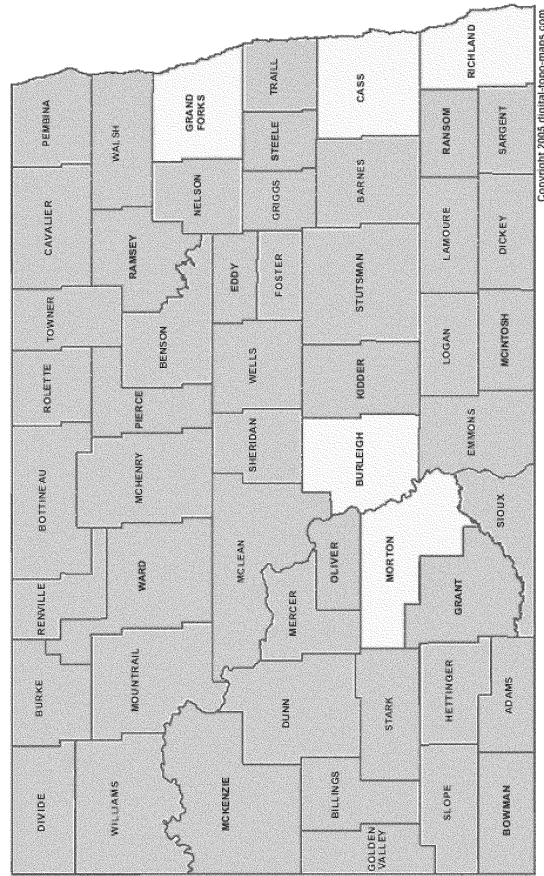 DIVIDE
BURKE
RENVILLE
BOTTINEAU
ROLETTE
TOWNER
CAVALIER
PEMBINA
WILLIAMS
MOUNTRAIL
WARD
MCHENRY
PIERCE
BENSON
RAMSEY
WALSH
MCKENZIE
DUNN
MERCER
MCLEAN
SHERIDAN
WELLS
EDDY
FOSTER
NELSON
GRIGGS
GRAND
FORKS
STEELE
TRAILL
GOLDEN
VALLEY
BILLINGS
STARK
OLIVER
MORTON
BURLEIGH
KIDDER
STUTSMAN
BARNES
CASS
SLOPE
HETTINGER
GRANT
BOWMAN
ADAMS
SIOUX
EMMONS
LOGAN
MCINTOSH
LAMOURE
DICKEY
RANSOM
SARGENT
RICHLAND
Copyright 2005 digital-topo-maps.com